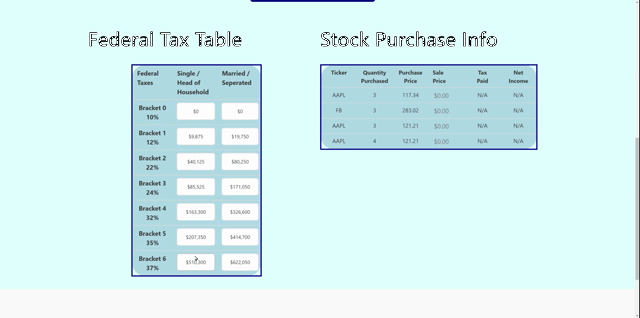 Federal Tax Table
Stock Purchase Info
Federal Taxes
Single / Head of Household
Married / Seperated
Bracket 0 10% $0 $0
Bracket 1 12% $9,875 $19,750
Bracket 2 22% $40,125 $80,250
Bracket 3 24% $85,525 $171,050
Bracket 4 32% $163,300 $326,600
Bracket 5 35% $207,350 $414,700
Bracket 6 37% $622,050
Ticker Quantity Purchased Purchase Price Sale Price Tax Paid Net Income
AAPL 3 117.34 $0.00 N/A N/A
FB 3 283.02 $0.00 N/A N/A
AAPL 3 121.21 $0.00 N/A N/A
AAPL 4 121.21 $0.00 N/A N/A